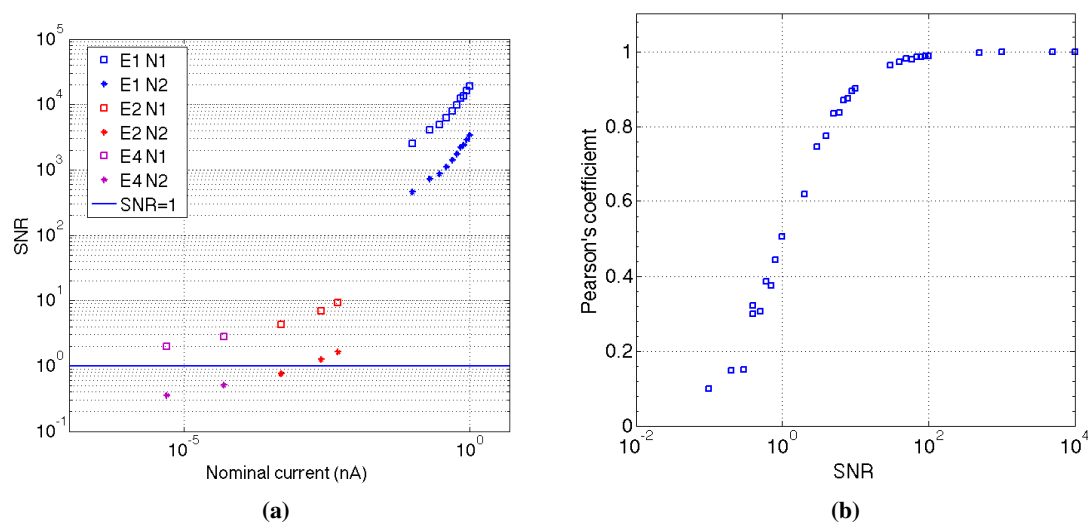 10^5
10^4
10^3
10^2
10^1
10^0
10^-1
SNR
E1 N1
E1 N2
E2 N1
E2 N2
E4 N1
E4 N2
SNR=1
10^-5
10^0
Nominal current (nA)
(a)
1
0.8
0.6
0.4
0.2
0
Pearson's coefficiemt
10^-2
10^0
10^2
10^4
SNR
(b)